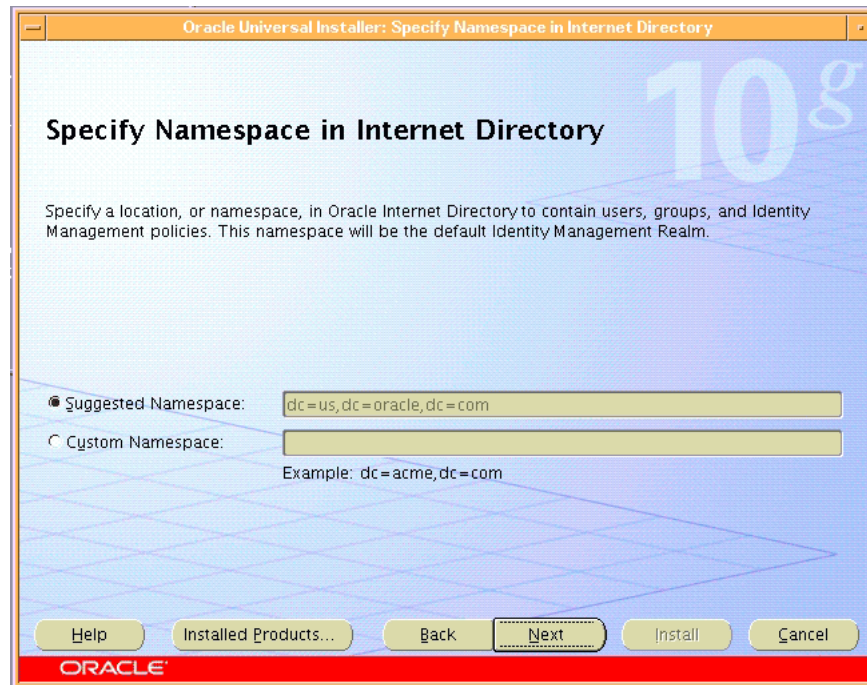 Oracle Universal Installer: Specify Namespace in Internet Directory
10g
Specify Namespace in Internet Directory
Specify a location, or namespace, in Oracle Internet Directory to contain users, groups, and Identity
Management policies. This namespace will be the default Identity Management Realm.
Suggested Namespace: dc=us,dc=oracle,dc=com
Custom Namespace:
Example: dc=acme,dc=com
Help Installed Products... Back Next Install Cancel
ORACLE